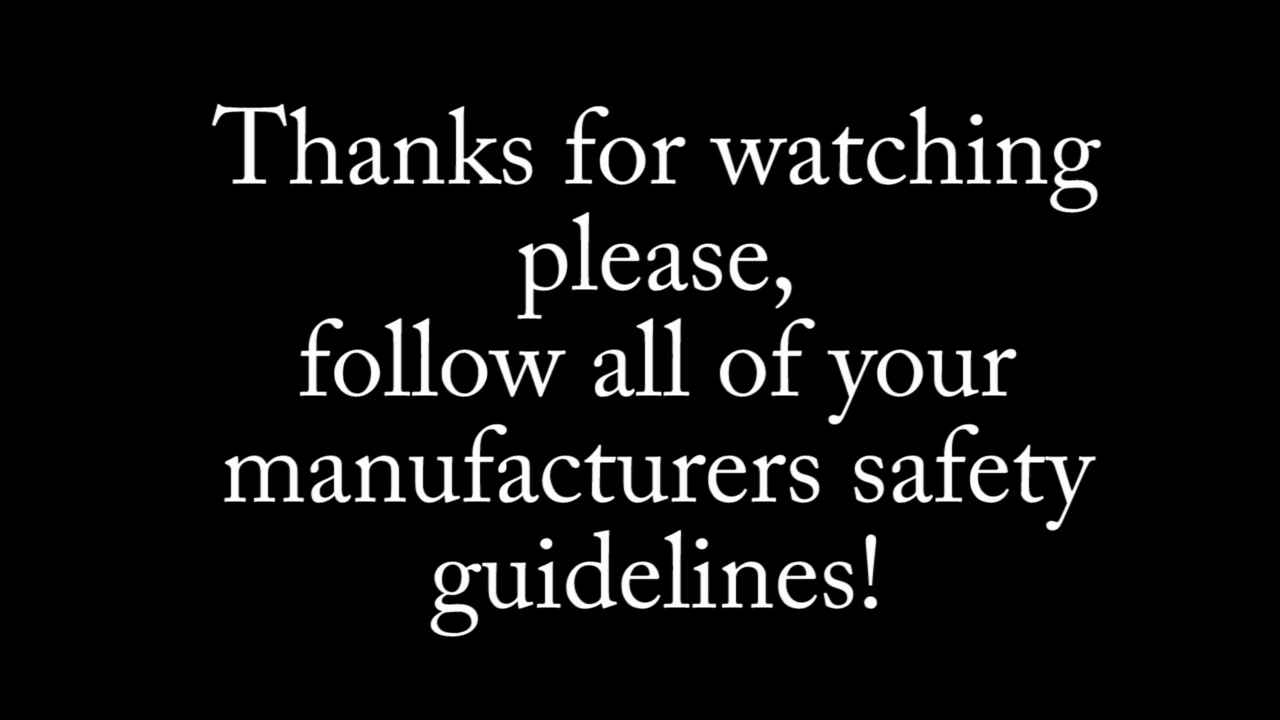 Thanks for watching
please,
follow all of your
manufacturers safety
guidelines!